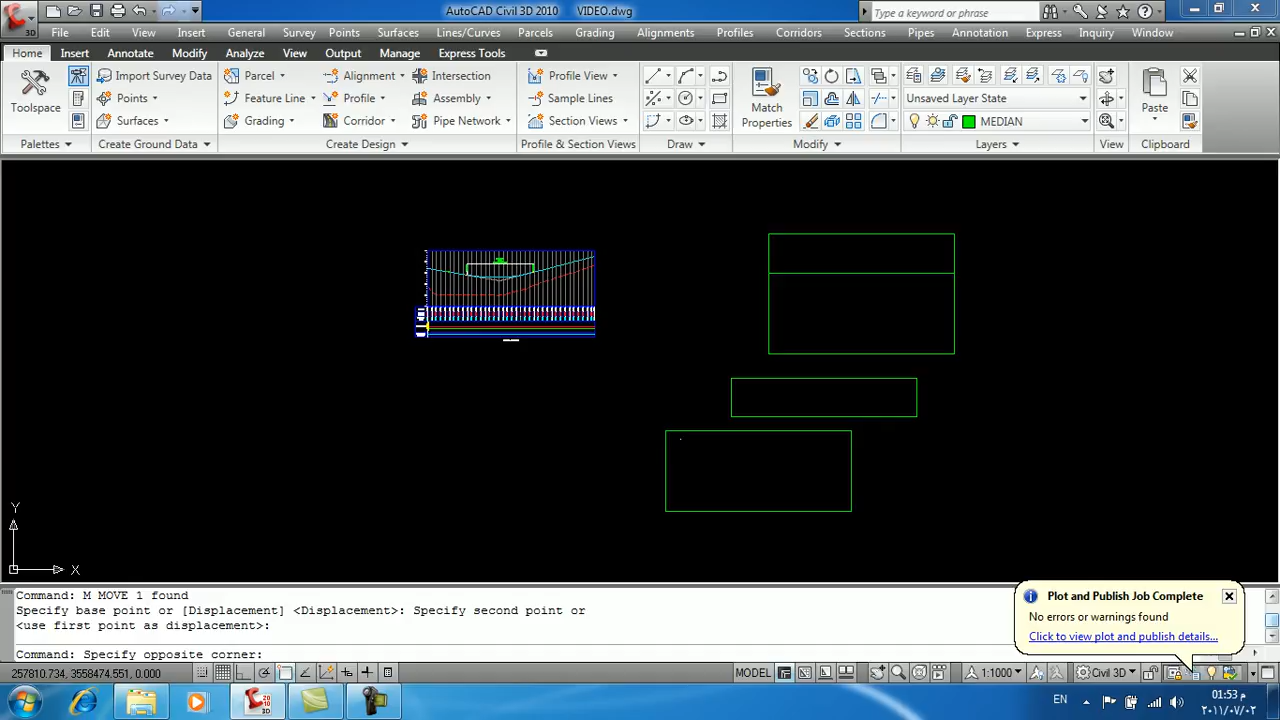 AutoCAD Civil 3D 2010 VIDEO.dwg
Type a keyword or phrase
File Edit View Insert General Survey Points Surfaces Lines/Curves Parcels Grading Alignments Profiles Corridors Sections Pipes Annotation Express Inquiry Window
Home Insert Annotate Modify Analyze View Output Manage Express Tools
Toolspace
Import Survey Data
Points
Surfaces
Parcel
Feature Line
Grading
Alignment
Profile
Corridor
Intersection
Assembly
Pipe Network
Profile View
Sample Lines
Section Views
Match
Properties
Unsaved Layer State
MEDIAN
Paste
Palettes Create Ground Data Create Design Profile & Section Views Draw Modify Layers View Clipboard
Y
X
Command: M MOVE 1 found
Specify base point or [Displacement] <Displacement>: Specify second point or
<use first point as displacement>:
Command: Specify opposite corner:
Plot and Publish Job Complete
No errors or warnings found
Click to view plot and publish details...
257810.734, 3558474.551, 0.000
MODEL
1:1000
Civil 3D
EN
01:53 م
٢٠١١/٠٧/٠٢